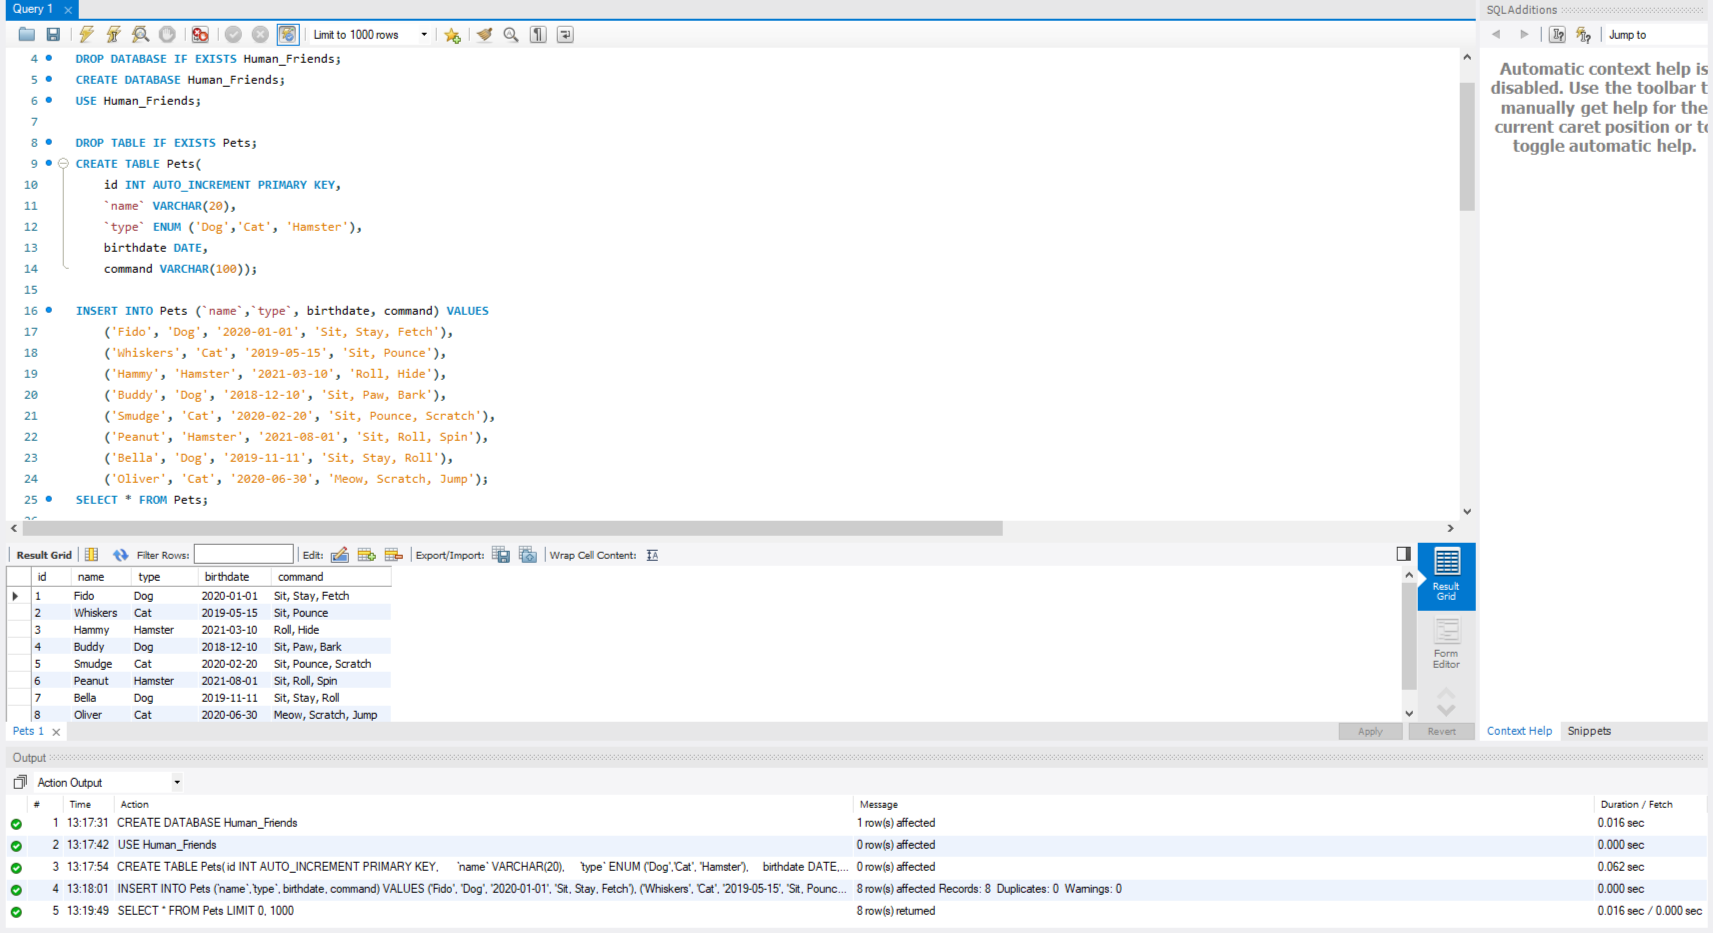 Query 1
Limit to 1000 rows
4 DROP DATABASE IF EXISTS Human_Friends;
5 CREATE DATABASE Human_Friends;
6 USE Human_Friends;
7
8 DROP TABLE IF EXISTS Pets;
9 CREATE TABLE Pets(
10 id INT AUTO_INCREMENT PRIMARY KEY,
11 `name` VARCHAR(20),
12 `type` ENUM ('Dog','Cat', 'Hamster'),
13 birthdate DATE,
14 command VARCHAR(100));
15
16 INSERT INTO Pets (`name`,`type`, birthdate, command) VALUES
17 ('Fido', 'Dog', '2020-01-01', 'Sit, Stay, Fetch'),
18 ('Whiskers', 'Cat', '2019-05-15', 'Sit, Pounce'),
19 ('Hammy', 'Hamster', '2021-03-10', 'Roll, Hide'),
20 ('Buddy', 'Dog', '2018-12-10', 'Sit, Paw, Bark'),
21 ('Smudge', 'Cat', '2020-02-20', 'Sit, Pounce, Scratch'),
22 ('Peanut', 'Hamster', '2021-08-01', 'Sit, Roll, Spin'),
23 ('Bella', 'Dog', '2019-11-11', 'Sit, Stay, Roll'),
24 ('Oliver', 'Cat', '2020-06-30', 'Meow, Scratch, Jump');
25 SELECT * FROM Pets;
SQLAdditions
Jump to
Automatic context help is
disabled. Use the toolbar t
manually get help for the
current caret position or to
toggle automatic help.
Result Grid Filter Rows: Edit: Export/Import: Wrap Cell Content:
id name type birthdate command
1 Fido Dog 2020-01-01 Sit, Stay, Fetch
2 Whiskers Cat 2019-05-15 Sit, Pounce
3 Hammy Hamster 2021-03-10 Roll, Hide
4 Buddy Dog 2018-12-10 Sit, Paw, Bark
5 Smudge Cat 2020-02-20 Sit, Pounce, Scratch
6 Peanut Hamster 2021-08-01 Sit, Roll, Spin
7 Bella Dog 2019-11-11 Sit, Stay, Roll
8 Oliver Cat 2020-06-30 Meow, Scratch, Jump
Result
Grid
Form
Editor
Pets 1 Apply Revert
Context Help Snippets
Output
Action Output
# Time Action Message Duration / Fetch
1 13:17:31 CREATE DATABASE Human_Friends 1 row(s) affected 0.016 sec
2 13:17:42 USE Human_Friends 0 row(s) affected 0.000 sec
3 13:17:54 CREATE TABLE Pets( id INT AUTO_INCREMENT PRIMARY KEY, `name` VARCHAR(20), `type` ENUM ('Dog','Cat', 'Hamster'), birthdate DATE,... 0 row(s) affected 0.062 sec
4 13:18:01 INSERT INTO Pets (`name`,`type`, birthdate, command) VALUES ('Fido', 'Dog', '2020-01-01', 'Sit, Stay, Fetch'), ('Whiskers', 'Cat', '2019-05-15', 'Sit, Pounc... 8 row(s) affected Records: 8 Duplicates: 0 Warnings: 0 0.000 sec
5 13:19:49 SELECT * FROM Pets LIMIT 0, 1000 8 row(s) returned 0.016 sec / 0.000 sec